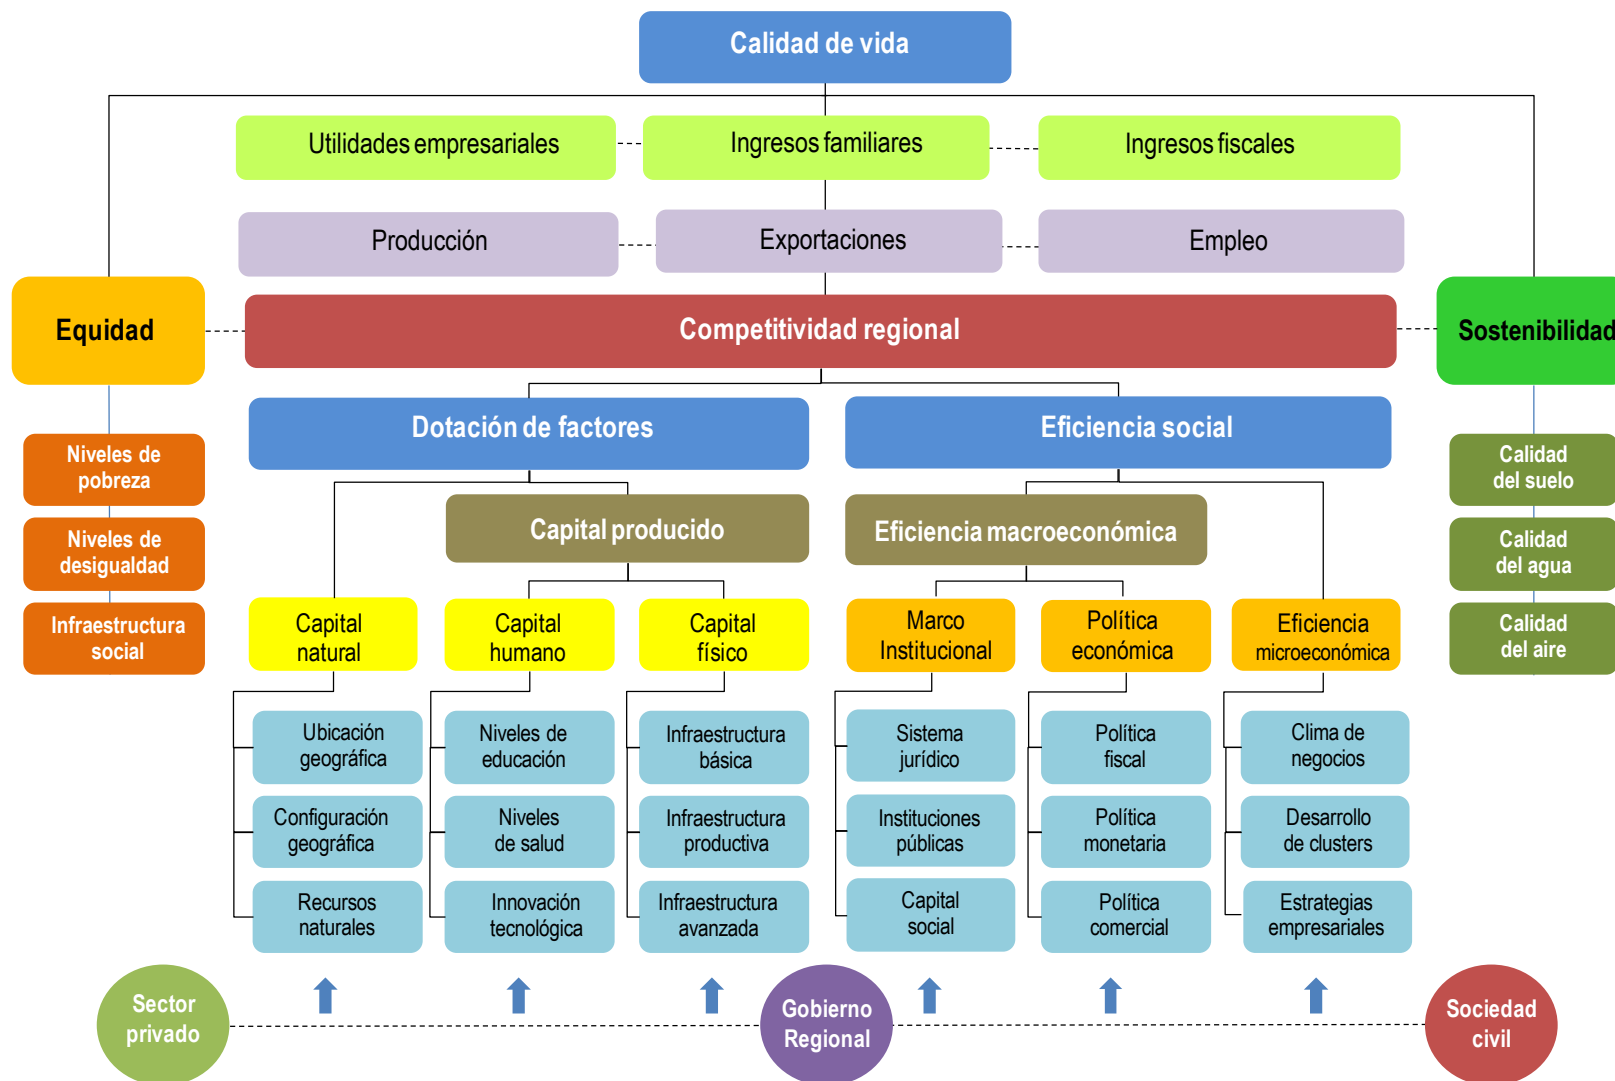 Calidad de vida
Utilidades empresariales
Ingresos familiares
Ingresos fiscales
Producción
Exportaciones
Empleo
Equidad
Competitividad regional
Sostenibilidad
Dotación de factores
Eficiencia social
Niveles de
pobreza
Niveles de
desigualdad
Infraestructura
social
Calidad
del suelo
Calidad
del agua
Calidad
del aire
Capital producido
Eficiencia macroeconómica
Capital
natural
Capital
humano
Capital
físico
Marco
Institucional
Política
económica
Eficiencia
microeconómica
Ubicación
geográfica
Niveles de
educación
Infraestructura
básica
Sistema
jurídico
Política
fiscal
Clima de
negocios
Configuración
geográfica
Niveles
de salud
Infraestructura
productiva
Instituciones
públicas
Política
monetaria
Desarrollo
de clusters
Recursos
naturales
Innovación
tecnológica
Infraestructura
avanzada
Capital
social
Política
comercial
Estrategias
empresariales
Sector
privado
Gobierno
Regional
Sociedad
civil